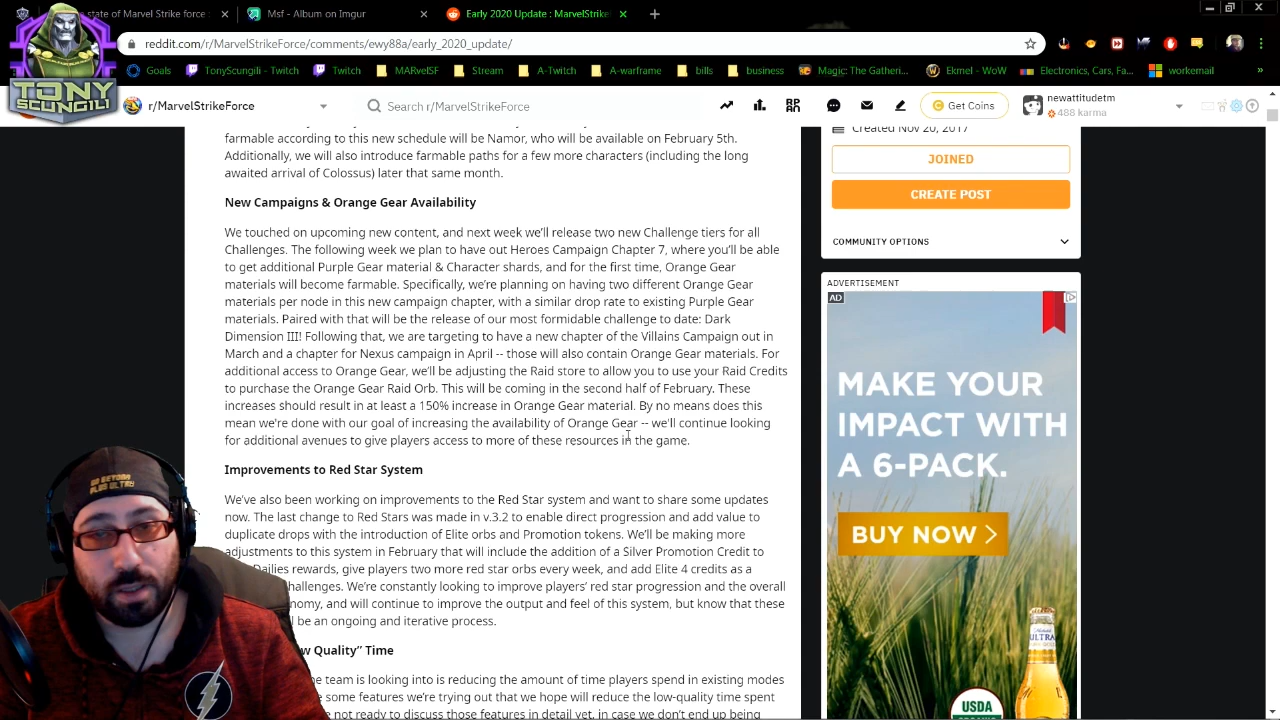 state of Marvel Strike force
Msf - Album on Imgur
Early 2020 Update : MarvelStrike
reddit.com/r/MarvelStrikeForce/comments/ewy88a/early_2020_update/
Goals
TonyScungili - Twitch
Twitch
MARvelSF
Stream
A-Twitch
A-warframe
bills
business
Magic: The Gatheri...
Ekmel - WoW
Electronics, Cars, Fa...
workemail
TONY
SCUNGILI
r/MarvelStrikeForce
Search r/MarvelStrikeForce
Get Coins
newattitudetm
488 karma
farmable according to this new schedule will be Namor, who will be available on February 5th.
Additionally, we will also introduce farmable paths for a few more characters (including the long
awaited arrival of Colossus) later that same month.
New Campaigns & Orange Gear Availability
We touched on upcoming new content, and next week we'll release two new Challenge tiers for all
Challenges. The following week we plan to have out Heroes Campaign Chapter 7, where you'll be able
to get additional Purple Gear material & Character shards, and for the first time, Orange Gear
materials will become farmable. Specifically, we're planning on having two different Orange Gear
materials per node in this new campaign chapter, with a similar drop rate to existing Purple Gear
materials. Paired with that will be the release of our most formidable challenge to date: Dark
Dimension III! Following that, we are targeting to have a new chapter of the Villains Campaign out in
March and a chapter for Nexus campaign in April -- those will also contain Orange Gear materials. For
additional access to Orange Gear, we'll be adjusting the Raid store to allow you to use your Raid Credits
to purchase the Orange Gear Raid Orb. This will be coming in the second half of February. These
increases should result in at least a 150% increase in Orange Gear material. By no means does this
mean we're done with our goal of increasing the availability of Orange Gear -- we'll continue looking
for additional avenues to give players access to more of these resources in the game.
Improvements to Red Star System
We've also been working on improvements to the Red Star system and want to share some updates
now. The last change to Red Stars was made in v.3.2 to enable direct progression and add value to
duplicate drops with the introduction of Elite orbs and Promotion tokens. We'll be making more
adjustments to this system in February that will include the addition of a Silver Promotion Credit to
Dailies rewards, give players two more red star orbs every week, and add Elite 4 credits as a
hallenges. We're constantly looking to improve players' red star progression and the overall
nomy, and will continue to improve the output and feel of this system, but know that these
l be an ongoing and iterative process.
w Quality" Time
he team is looking into is reducing the amount of time players spend in existing modes
e some features we're trying out that we hope will reduce the low-quality time spent
e not ready to discuss those features in detail yet, in case we don't end up being
Created Nov 20, 2017
JOINED
CREATE POST
COMMUNITY OPTIONS
ADVERTISEMENT
AD
MAKE YOUR
IMPACT WITH
A 6-PACK.
BUY NOW >
ULTRA
USDA